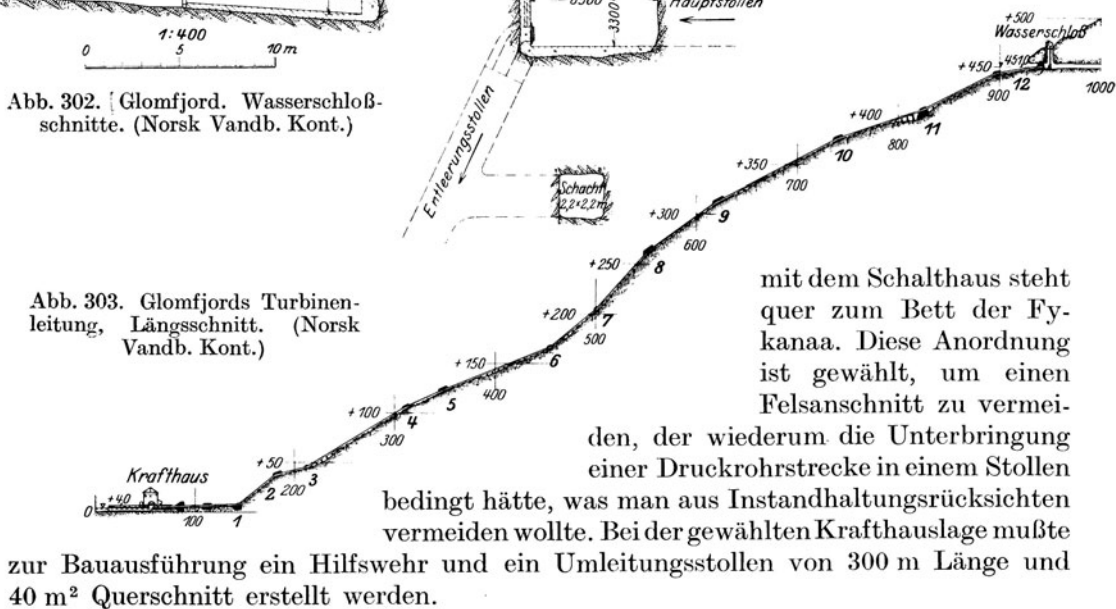 8500
3300
Hauptstollen
1:400
0 5 10 m
Abb. 302. Glomfjord. Wasserschloß-
schnitte. (Norsk Vandb. Kont.)
Entleerungsstollen
Schacht
2,2×2,2m
+500
Wasserschloß
+450
451,0
12
900
1000
+400
11
800
10
+350
700
+300
9
600
+250
8
+200
7
500
6
+150
5
400
+100
4
300
+50
3
2
200
Krafthaus
+4,0
0
100
1
Abb. 303. Glomfjords Turbinen-
leitung, Längsschnitt. (Norsk
Vandb. Kont.)
mit dem Schalthaus steht
quer zum Bett der Fy-
kanaa. Diese Anordnung
ist gewählt, um einen
Felsanschnitt zu vermei-
den, der wiederum die Unterbringung
einer Druckrohrstrecke in einem Stollen
bedingt hätte, was man aus Instandhaltungsrücksichten
vermeiden wollte. Bei der gewählten Krafthauslage mußte
zur Bauausführung ein Hilfswehr und ein Umleitungsstollen von 300 m Länge und
40 m² Querschnitt erstellt werden.